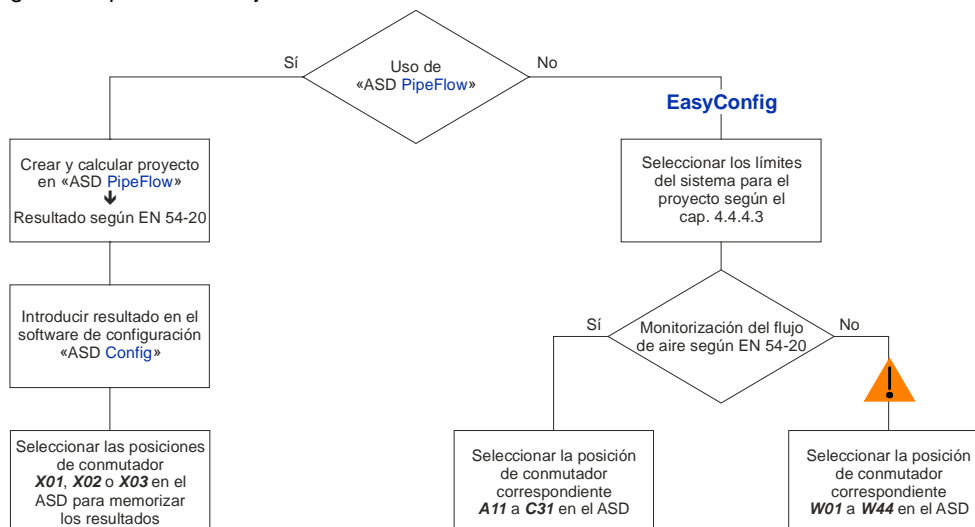 Uso de
«ASD PipeFlow»
Sí
No
EasyConfig
Crear y calcular proyecto
en «ASD PipeFlow»
Resultado según EN 54-20
Introducir resultado en el
software de configuración
«ASD Config»
Seleccionar las posiciones
de conmutador
X01, X02 o X03 en el
ASD para memorizar
los resultados
Seleccionar los límites
del sistema para el
proyecto según el
cap. 4.4.4.3
Monitorización del flujo
de aire según EN 54-20
Sí
No
Seleccionar la posición
de conmutador
correspondiente
A11 a C31 en el ASD
Seleccionar la posición
de conmutador
correspondiente
W01 a W44 en el ASD